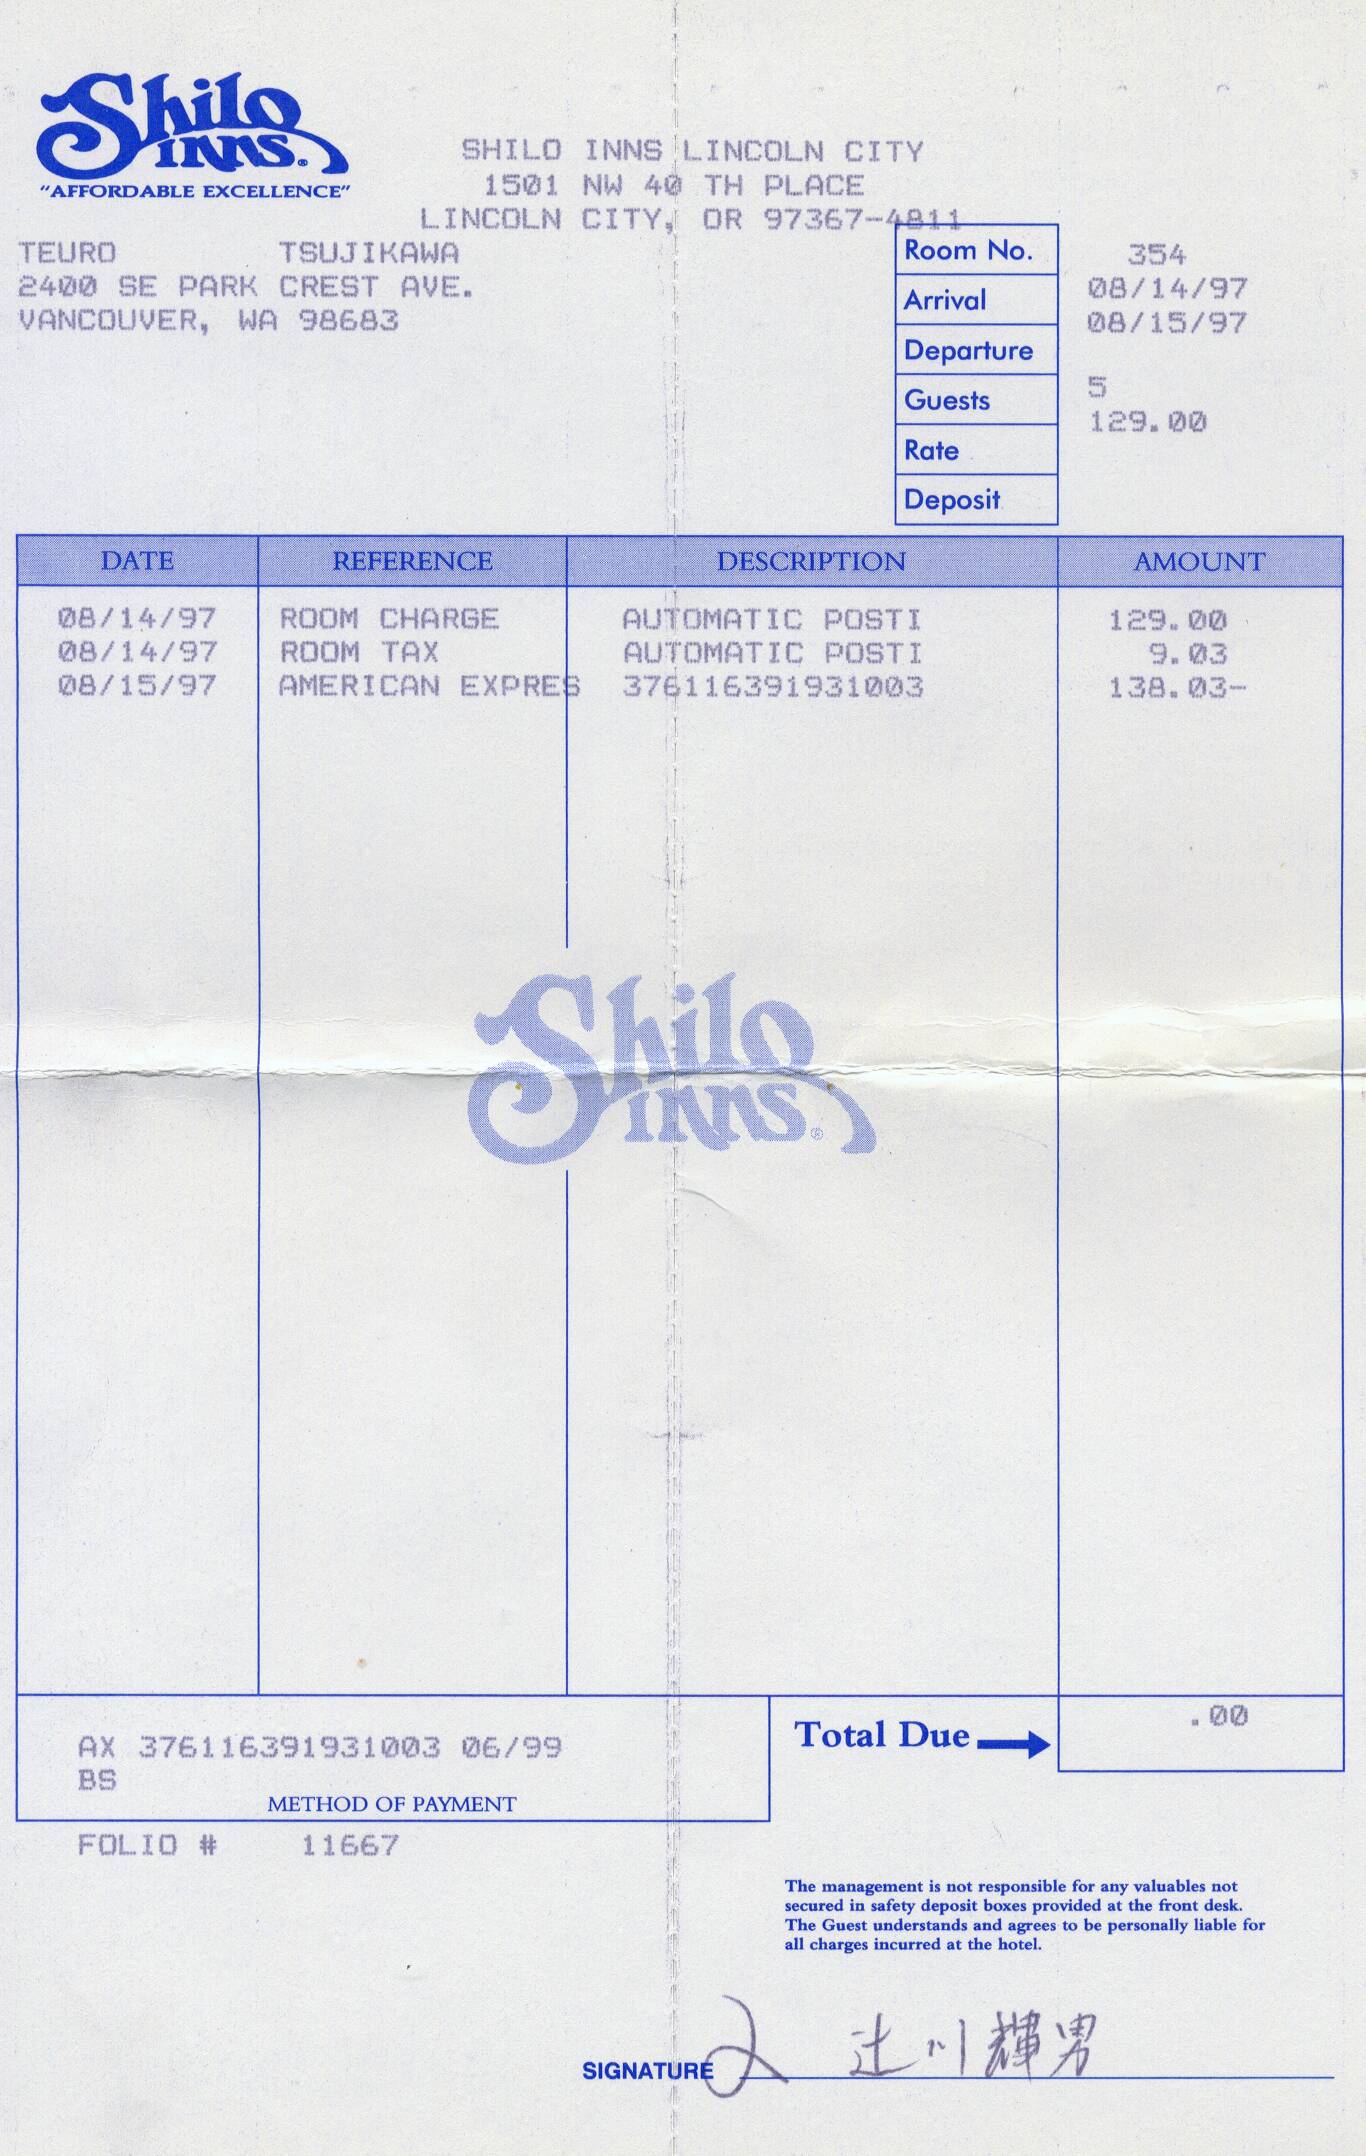 Shilo
INNS.®
"AFFORDABLE EXCELLENCE"
SHILO INNS LINCOLN CITY
1501 NW 40 TH PLACE
LINCOLN CITY, OR 97367-4811
TEURO TSUJIKAWA
2400 SE PARK CREST AVE.
VANCOUVER, WA 98683
Room No. 354
Arrival 08/14/97
Departure 08/15/97
Guests 5
Rate 129.00
Deposit
DATE REFERENCE DESCRIPTION AMOUNT
08/14/97 ROOM CHARGE AUTOMATIC POSTI 129.00
08/14/97 ROOM TAX AUTOMATIC POSTI 9.03
08/15/97 AMERICAN EXPRES 376116391931003 138.03-
Shilo
INNS.®
Total Due .00
AX 376116391931003 06/99
BS
METHOD OF PAYMENT
FOLIO # 11667
The management is not responsible for any valuables not
secured in safety deposit boxes provided at the front desk.
The Guest understands and agrees to be personally liable for
all charges incurred at the hotel.
SIGNATURE 辻川輝男